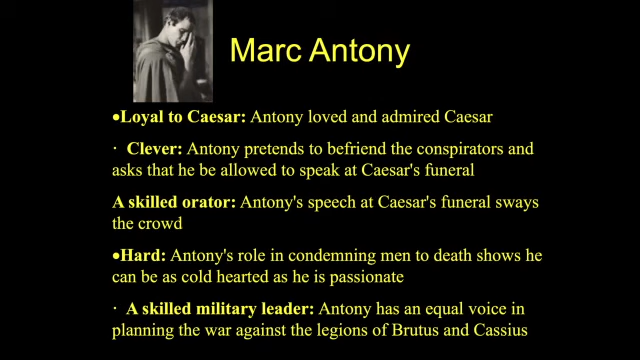 Marc Antony
•Loyal to Caesar: Antony loved and admired Caesar
· Clever: Antony pretends to befriend the conspirators and
asks that he be allowed to speak at Caesar's funeral
A skilled orator: Antony's speech at Caesar's funeral sways
the crowd
•Hard: Antony's role in condemning men to death shows he
can be as cold hearted as he is passionate
· A skilled military leader: Antony has an equal voice in
planning the war against the legions of Brutus and Cassius